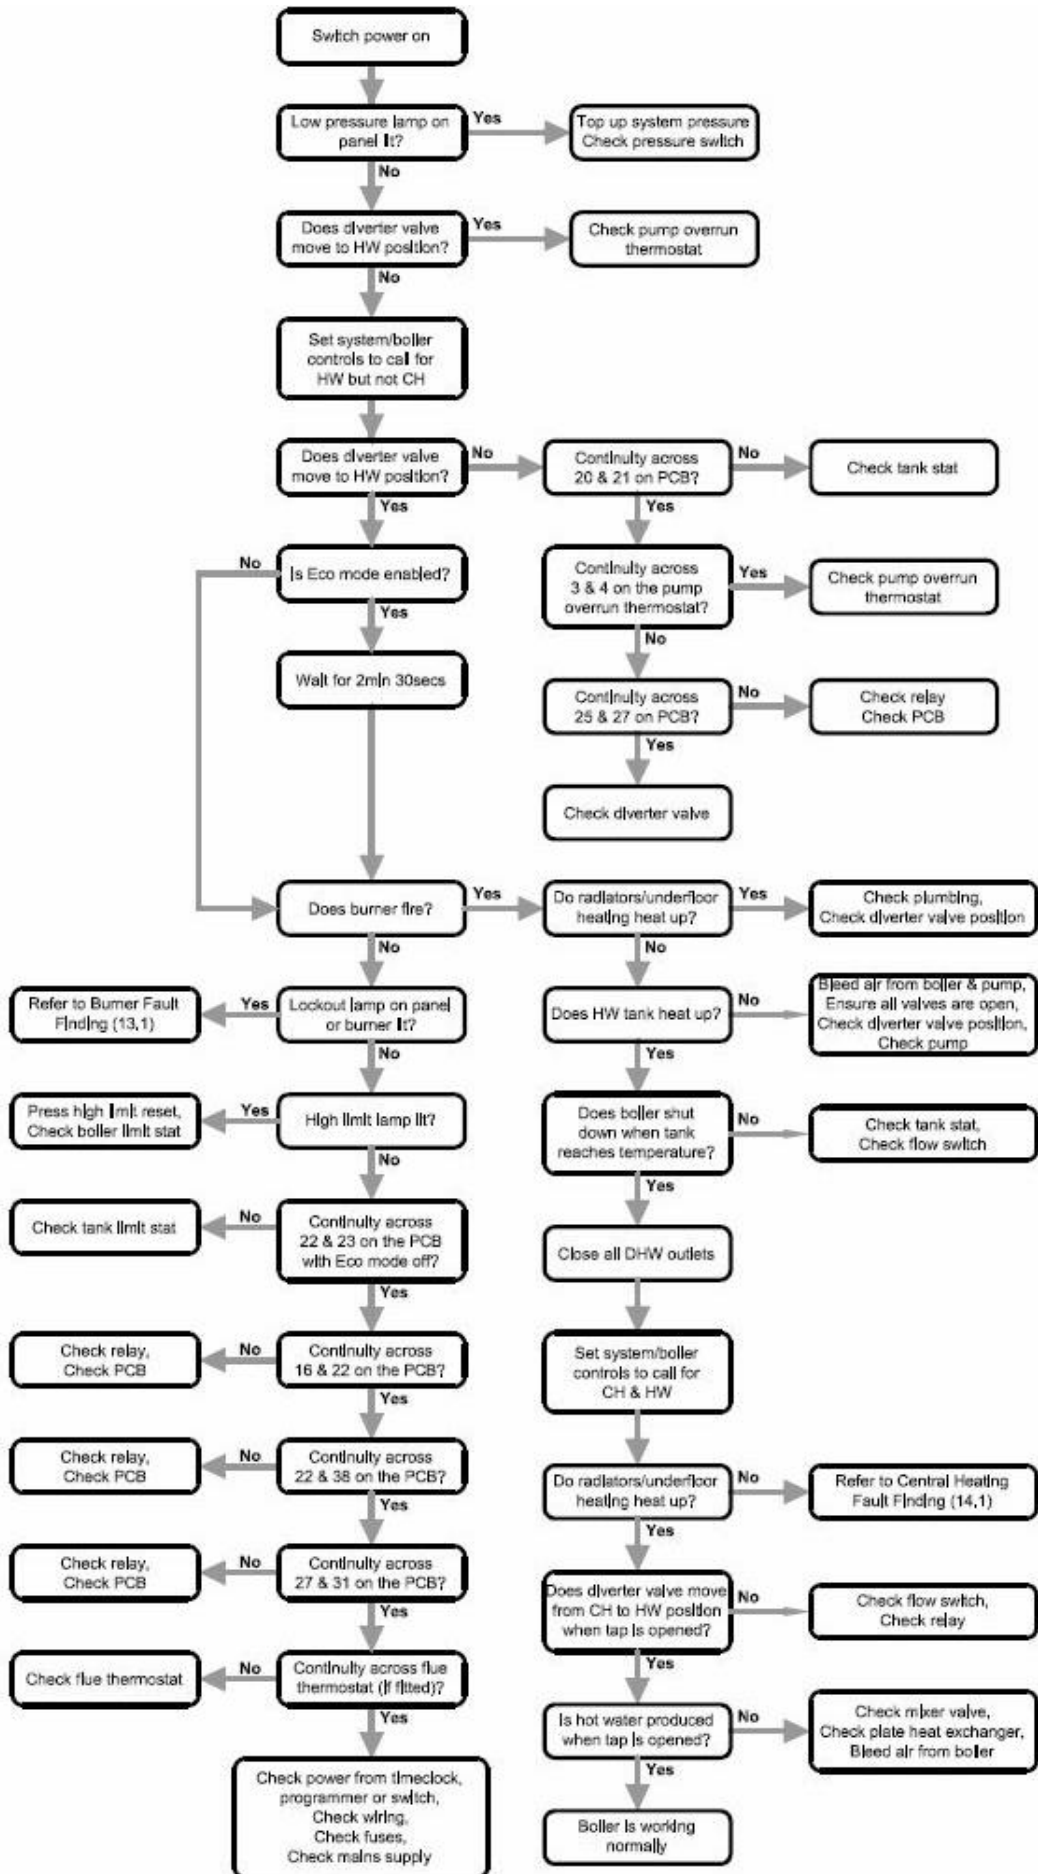 Switch power on
Low pressure lamp on
panel lit?
Yes
Top up system pressure
Check pressure switch
No
Does diverter valve
move to HW position?
Yes
Check pump overrun
thermostat
No
Set system/boiler
controls to call for
HW but not CH
Does diverter valve
move to HW position?
No
Continuity across
20 & 21 on PCB?
No
Check tank stat
Yes
Yes
No
Is Eco mode enabled?
Continuity across
3 & 4 on the pump
overrun thermostat?
Yes
Check pump overrun
thermostat
Yes
No
Wait for 2min 30secs
Continuity across
25 & 27 on PCB?
No
Check relay
Check PCB
Yes
Check diverter valve
Does burner fire?
Yes
Do radiators/underfloor
heating heat up?
Yes
Check plumbing,
Check diverter valve position
No
No
Refer to Burner Fault
Finding (13,1)
Yes
Lockout lamp on panel
or burner lit?
Does HW tank heat up?
No
Bleed air from boiler & pump,
Ensure all valves are open,
Check diverter valve position,
Check pump
No
Yes
Press high limit reset,
Check boiler limit stat
Yes
High limit lamp lit?
Does boiler shut
down when tank
reaches temperature?
No
Check tank stat,
Check flow switch
No
Yes
Check tank limit stat
No
Continuity across
22 & 23 on the PCB
with Eco mode off?
Close all DHW outlets
Yes
Check relay,
Check PCB
No
Continuity across
16 & 22 on the PCB?
Set system/boiler
controls to call for
CH & HW
Yes
Check relay,
Check PCB
No
Continuity across
22 & 38 on the PCB?
Do radiators/underfloor
heating heat up?
No
Refer to Central Heating
Fault Finding (14,1)
Yes
Yes
Check relay,
Check PCB
No
Continuity across
27 & 31 on the PCB?
Does diverter valve move
from CH to HW position
when tap is opened?
No
Check flow switch,
Check relay
Yes
Yes
Check flue thermostat
No
Continuity across flue
thermostat (if fitted)?
Is hot water produced
when tap is opened?
No
Check mixer valve,
Check plate heat exchanger,
Bleed air from boiler
Yes
Yes
Check power from timeclock,
programmer or switch,
Check wiring,
Check fuses,
Check mains supply
Boiler is working
normally